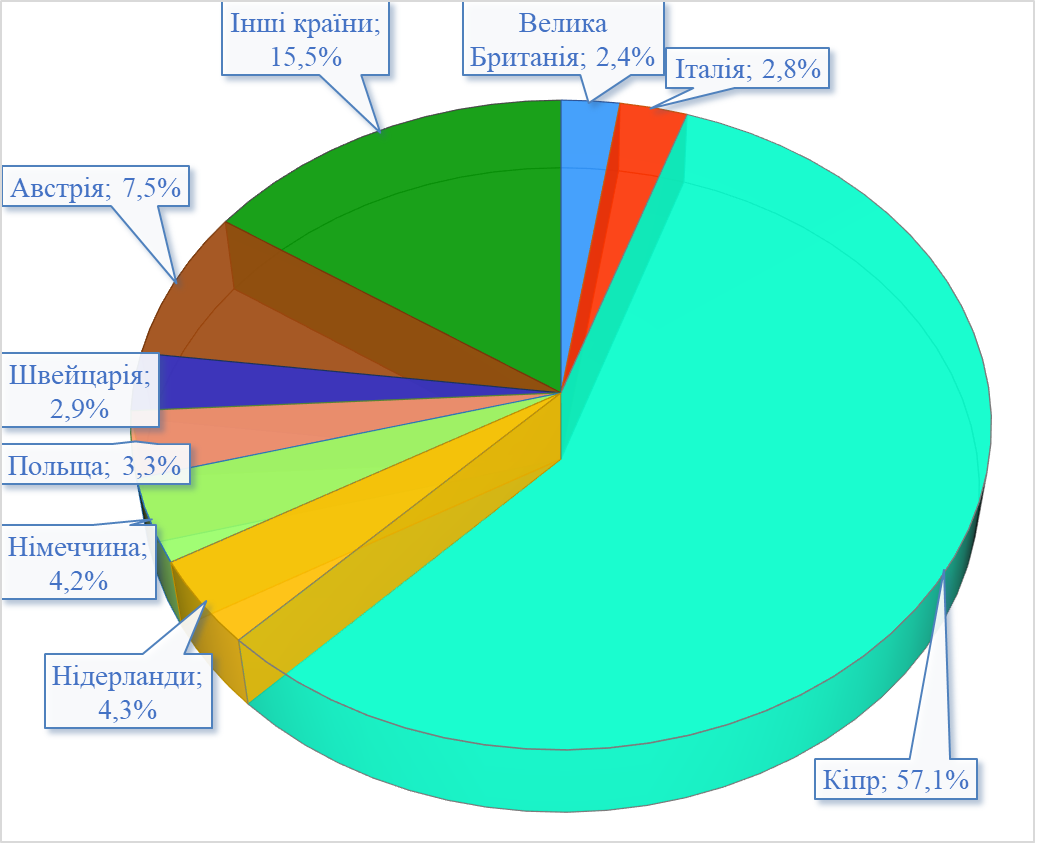 Інші країни;
15,5%
Велика
Британія; 2,4%
Італія; 2,8%
Австрія; 7,5%
Швейцарія;
2,9%
Польща; 3,3%
Німеччина;
4,2%
Нідерланди;
4,3%
Кіпр; 57,1%